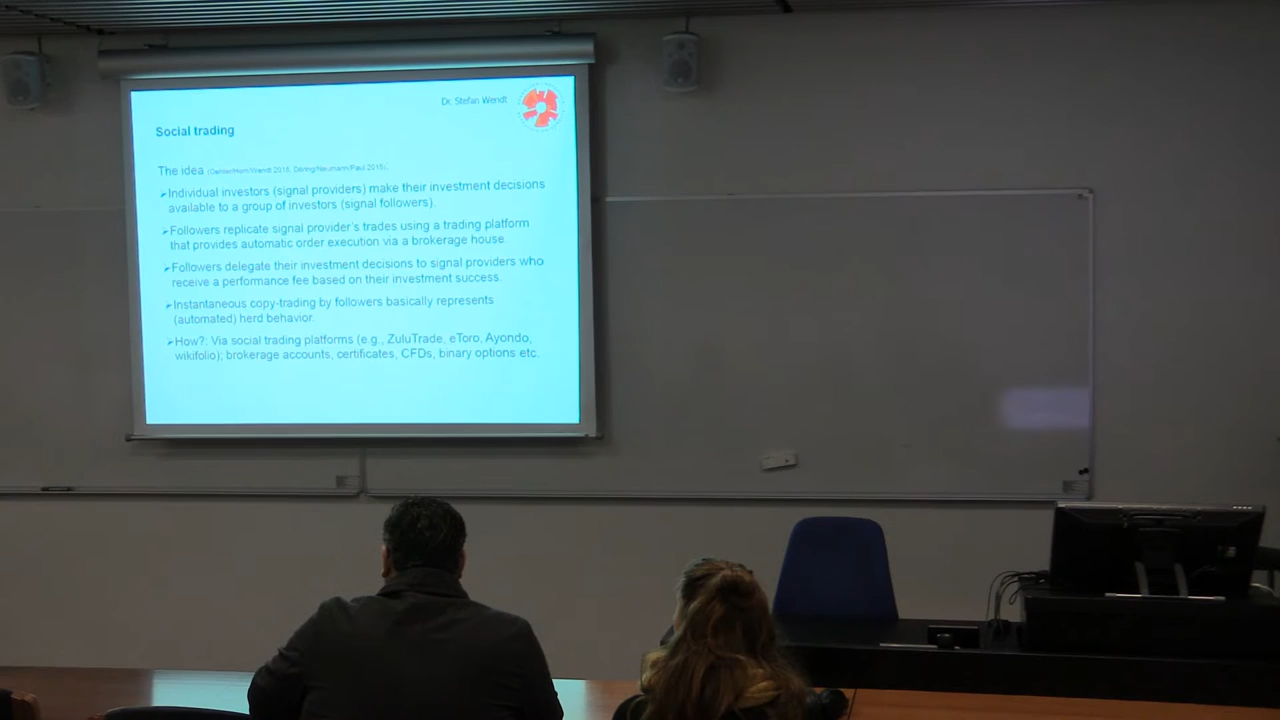 Dr. Stefan Wendt
Social trading
The idea
➢Individual investors (signal providers) make their investment decisions
available to a group of investors (signal followers).
➢Followers replicate signal provider's trades using a trading platform
that provides automatic order execution via a brokerage house.
➢Followers delegate their investment decisions to signal providers who
receive a performance fee based on their investment success.
➢Instantaneous copy-trading by followers basically represents
(automated) herd behavior.
➢How?: Via social trading platforms (e.g., ZuluTrade, eToro, Ayondo,
wikifolio); brokerage accounts, certificates, CFDs, binary options etc.